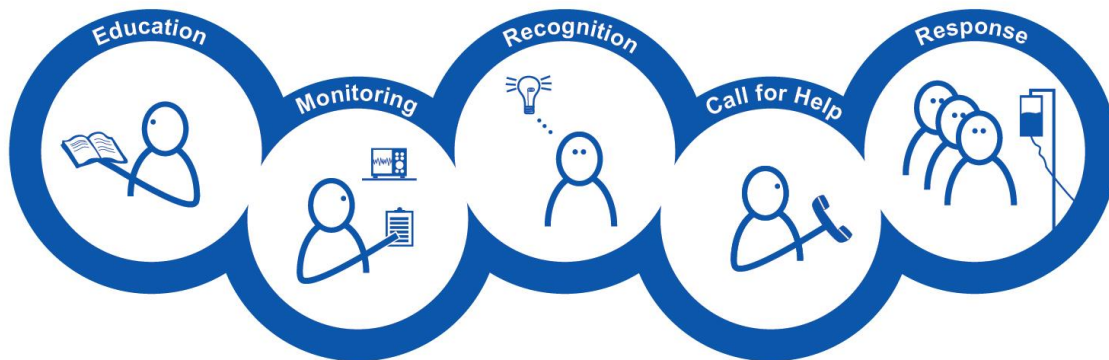 Education
Monitoring
Recognition
Call for Help
Response